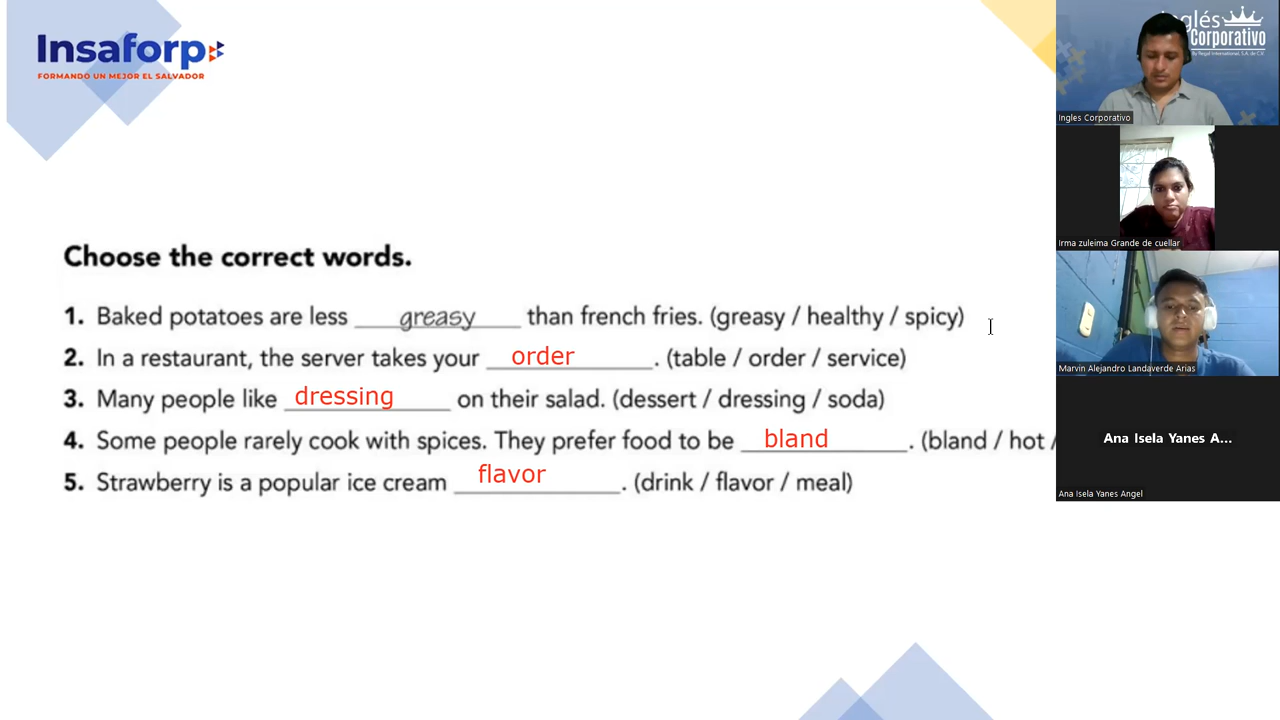 Insaforp
FORMANDO UN MEJOR EL SALVADOR
Choose the correct words.
1. Baked potatoes are less greasy than french fries. (greasy / healthy / spicy)
2. In a restaurant, the server takes your order. (table / order / service)
3. Many people like dressing on their salad. (dessert / dressing / soda)
4. Some people rarely cook with spices. They prefer food to be bland. (bland / hot /
5. Strawberry is a popular ice cream flavor. (drink / flavor / meal)
Inglés
Corporativo
By Regal International, S.A. de C.V.
Ingles Corporativo
Irma zuleima Grande de cuellar
Marvin Alejandro Landaverde Arias
Ana Isela Yanes A...
Ana Isela Yanes Angel